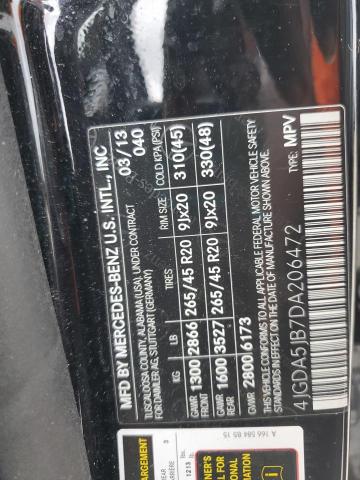 MFD BY MERCEDES-BENZ U.S. INTL., INC
TUSCALOOSA COUNTY, ALABAMA (USA), UNDER CONTRACT
FOR DAIMLER AG, STUTTGART (GERMANY)
03/13
040
KG LB TIRES RIM SIZE COLD KPA(PSI)
GAWR FRONT 1300 2866 265/45 R20 9Jx20 310(45)
GAWR REAR 1600 3527 265/45 R20 9Jx20 330(48)
GVWR 2800 6173
THIS VEHICLE CONFORMS TO ALL APPLICABLE FEDERAL MOTOR VEHICLE SAFETY
STANDARDS IN EFFECT ON THE DATE OF MANUFACTURE SHOWN ABOVE.
4JGDA5JB7DA206472 TYPE: MPV
A 166 584 85 15
1213